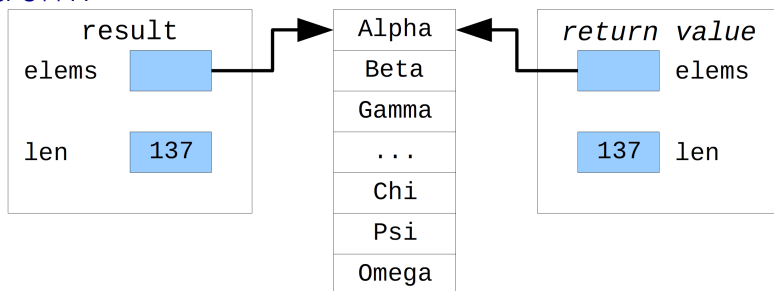 result
elems
len
137
Alpha
Beta
Gamma
...
Chi
Psi
Omega
return value
elems
137
len